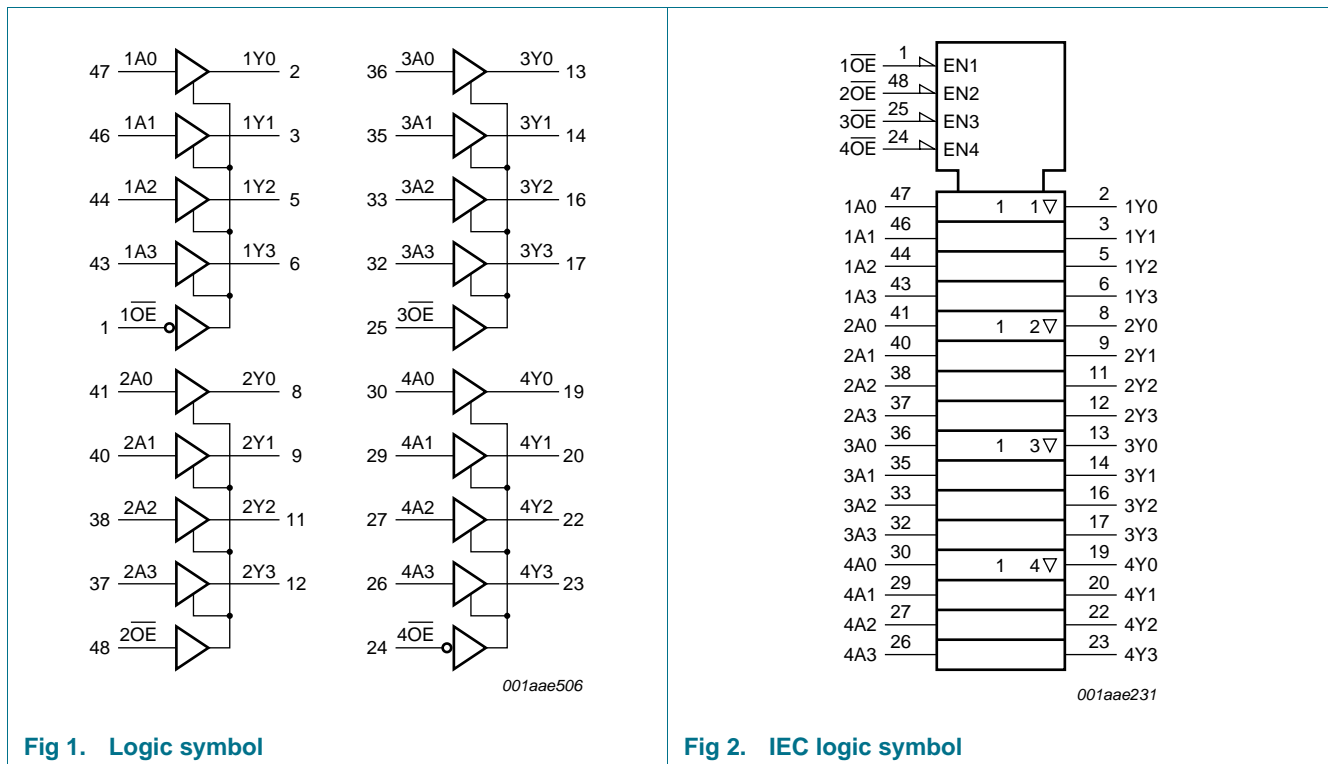 47 1A0 1Y0 2
46 1A1 1Y1 3
44 1A2 1Y2 5
43 1A3 1Y3 6
1 1O̅E̅
41 2A0 2Y0 8
40 2A1 2Y1 9
38 2A2 2Y2 11
37 2A3 2Y3 12
48 2O̅E̅
36 3A0 3Y0 13
35 3A1 3Y1 14
33 3A2 3Y2 16
32 3A3 3Y3 17
25 3O̅E̅
30 4A0 4Y0 19
29 4A1 4Y1 20
27 4A2 4Y2 22
26 4A3 4Y3 23
24 4O̅E̅
001aae506
Fig 1. Logic symbol
1O̅E̅ 1 EN1
2O̅E̅ 48 EN2
3O̅E̅ 25 EN3
4O̅E̅ 24 EN4
1A0 47 1 1▽ 2 1Y0
1A1 46 3 1Y1
1A2 44 5 1Y2
1A3 43 6 1Y3
2A0 41 1 2▽ 8 2Y0
2A1 40 9 2Y1
2A2 38 11 2Y2
2A3 37 12 2Y3
3A0 36 1 3▽ 13 3Y0
3A1 35 14 3Y1
3A2 33 16 3Y2
3A3 32 17 3Y3
4A0 30 1 4▽ 19 4Y0
4A1 29 20 4Y1
4A2 27 22 4Y2
4A3 26 23 4Y3
001aae231
Fig 2. IEC logic symbol